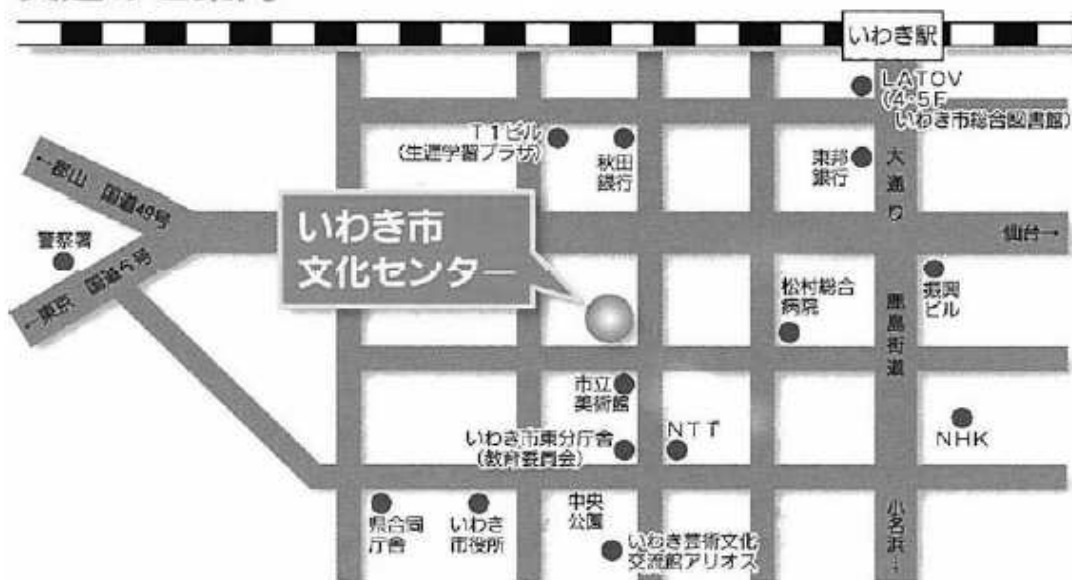 いわき駅
LATOV
(4・5F
いわき市総合図書館)
T1ビル
(生涯学習プラザ)
秋田
銀行
東邦
銀行
大通り
←郡山 国道49号
警察署
←東京 国道6号
いわき市
文化センター
仙台→
松村総合
病院
振興
ビル
鹿島街道
市立
美術館
いわき市東分庁舎
(教育委員会)
NTT
NHK
県合同
庁舎
いわき
市役所
中央
公園
いわき芸術文化
交流館アリオス
小名浜→